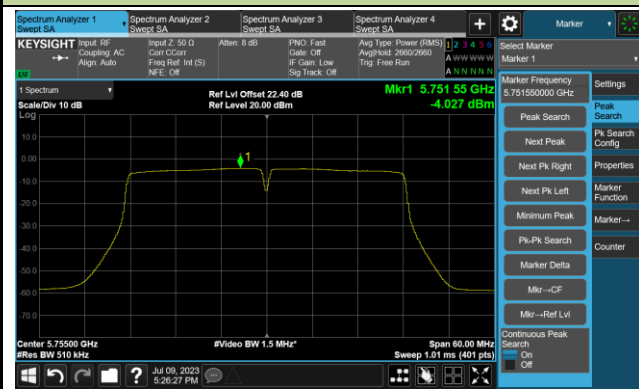 Spectrum Analyzer 1
Swept SA
Spectrum Analyzer 2
Swept SA
Spectrum Analyzer 3
Swept SA
Spectrum Analyzer 4
Swept SA
+
Marker
KEYSIGHT
Input: RF
Coupling: AC
Align: Auto
Input Z: 50 Ω
Corr CCorr
Freq Ref: Int (S)
NFE: Off
Atten: 8 dB
PNO: Fast
Gate: Off
IF Gain: Low
Sig Track: Off
Avg Type: Power (RMS)
Avg|Hold: 2660/2660
Trig: Free Run
1 2 3 4 5 6
A W W W W W
A N N N N N
Select Marker
Marker 1
1 Spectrum
Scale/Div 10 dB
Log
Ref Lvl Offset 22.40 dB
Ref Level 20.00 dBm
Mkr1 5.751 55 GHz
-4.027 dBm
10.0
0.00
-10.0
-20.0
-30.0
-40.0
-50.0
-60.0
-70.0
1
Center 5.75500 GHz
#Res BW 510 kHz
#Video BW 1.5 MHz*
Span 60.00 MHz
Sweep 1.01 ms (401 pts)
Marker Frequency
5.751550000 GHz
Peak Search
Next Peak
Next Pk Right
Next Pk Left
Minimum Peak
Pk-Pk Search
Marker Delta
Mkr→CF
Mkr→Ref Lvl
Continuous Peak
Search
On
Off
Settings
Peak
Search
Pk Search
Config
Properties
Marker
Function
Marker→
Counter
?
Jul 09, 2023
5:26:27 PM